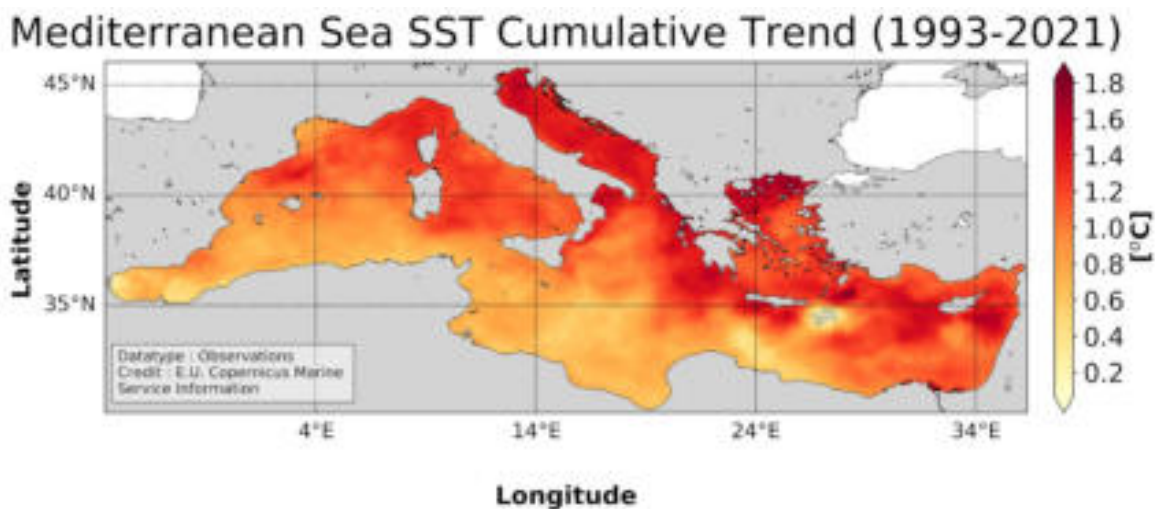 Mediterranean Sea SST Cumulative Trend (1993-2021)
45°N
40°N
35°N
Latitude
4°E
14°E
24°E
34°E
Longitude
1.8
1.6
1.4
1.2
1.0
0.8
0.6
0.4
0.2
[°C]
Datatype : Observations
Credit : E.U. Copernicus Marine
Service Information